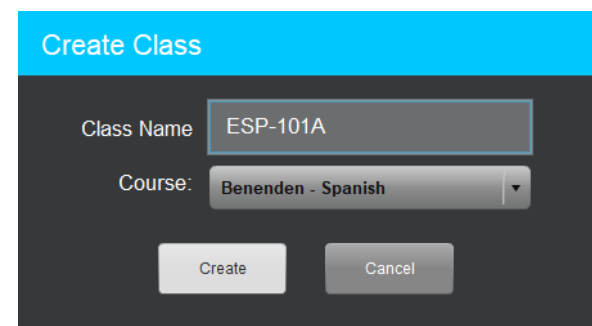 Create Class
Class Name ESP-101A
Course: Benenden - Spanish
Create Cancel